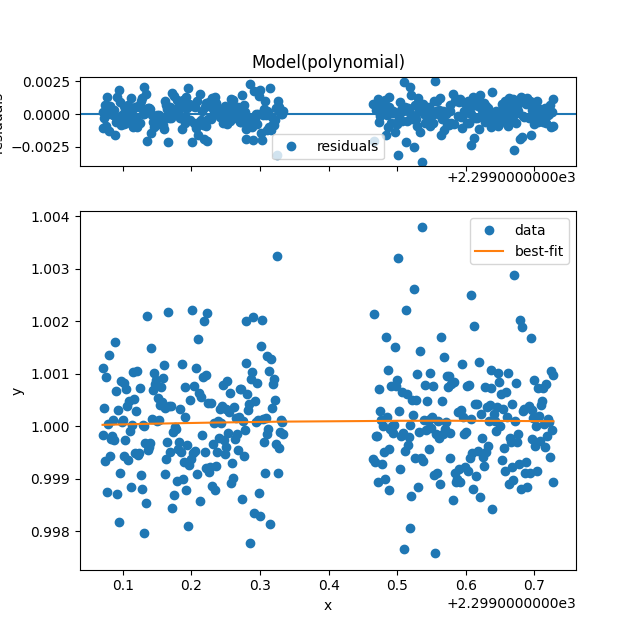 Model(polynomial)
0.0025
0.0000
−0.0025
residuals
residuals
+2.2990000000e3
1.004
1.003
1.002
1.001
1.000
0.999
0.998
y
data
best-fit
0.1 0.2 0.3 0.4 0.5 0.6 0.7
x
+2.2990000000e3